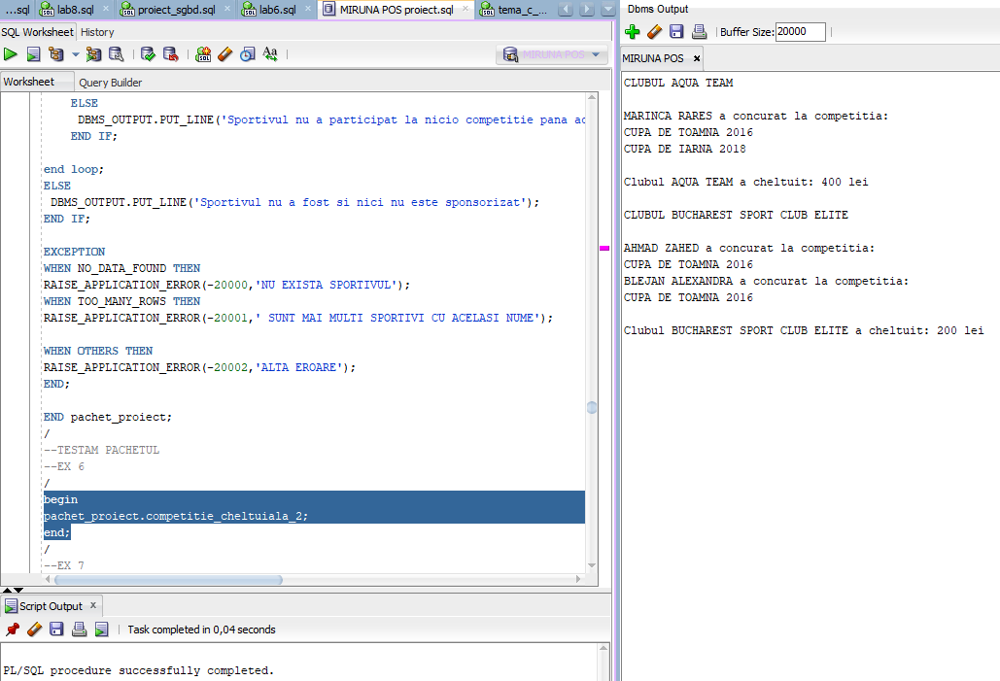 ...sql
lab8.sql
proiect_sgbd.sql
lab6.sql
MIRUNA POS proiect.sql
tema_c_...
SQL Worksheet
History
MIRUNA POS
Worksheet
Query Builder
ELSE
DBMS_OUTPUT.PUT_LINE('Sportivul nu a participat la nicio competitie pana ac
END IF;
end loop;
ELSE
DBMS_OUTPUT.PUT_LINE('Sportivul nu a fost si nici nu este sponsorizat');
END IF;
EXCEPTION
WHEN NO_DATA_FOUND THEN
RAISE_APPLICATION_ERROR(-20000,'NU EXISTA SPORTIVUL');
WHEN TOO_MANY_ROWS THEN
RAISE_APPLICATION_ERROR(-20001,' SUNT MAI MULTI SPORTIVI CU ACELASI NUME');
WHEN OTHERS THEN
RAISE_APPLICATION_ERROR(-20002,'ALTA EROARE');
END;
END pachet_proiect;
/
--TESTAM PACHETUL
--EX 6
/
begin
pachet_proiect.competitie_cheltuiala_2;
end;
/
--EX 7
Script Output
Task completed in 0,04 seconds
PL/SQL procedure successfully completed.
Dbms Output
Buffer Size: 20000
MIRUNA POS
CLUBUL AQUA TEAM
MARINCA RARES a concurat la competitia:
CUPA DE TOAMNA 2016
CUPA DE IARNA 2018
Clubul AQUA TEAM a cheltuit: 400 lei
CLUBUL BUCHAREST SPORT CLUB ELITE
AHMAD ZAHED a concurat la competitia:
CUPA DE TOAMNA 2016
BLEJAN ALEXANDRA a concurat la competitia:
CUPA DE TOAMNA 2016
Clubul BUCHAREST SPORT CLUB ELITE a cheltuit: 200 lei